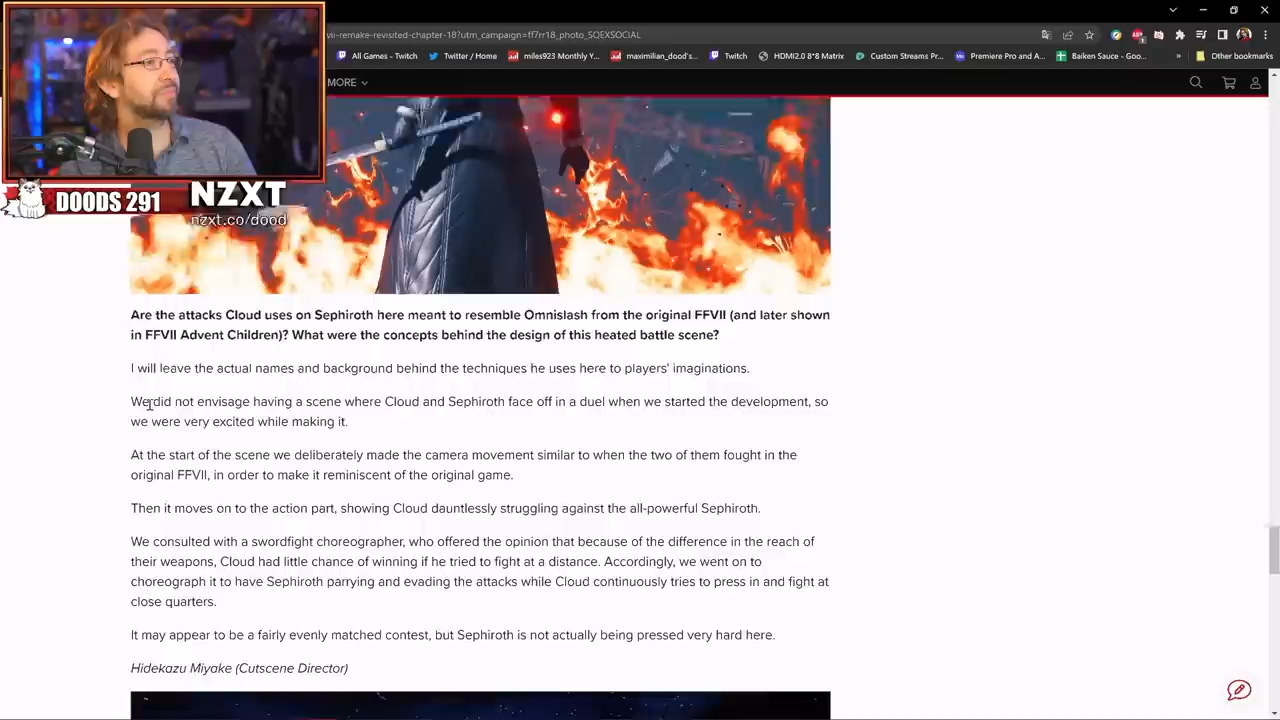 vii-remake-revisited-chapter-18?utm_campaign=ff7rr18_photo_SQEXSOCIAL
All Games - Twitch
Twitter / Home
miles923 Monthly Y...
maximilian_dood's...
Twitch
HDMI2.0 8*8 Matrix
Custom Streams Pr...
Premiere Pro and A...
Baiken Sauce - Goo...
»
Other bookmarks
MORE
DOODS 291
NZXT
nzxt.co/dood
Are the attacks Cloud uses on Sephiroth here meant to resemble Omnislash from the original FFVII (and later shown
in FFVII Advent Children)? What were the concepts behind the design of this heated battle scene?
I will leave the actual names and background behind the techniques he uses here to players' imaginations.
We did not envisage having a scene where Cloud and Sephiroth face off in a duel when we started the development, so
we were very excited while making it.
At the start of the scene we deliberately made the camera movement similar to when the two of them fought in the
original FFVII, in order to make it reminiscent of the original game.
Then it moves on to the action part, showing Cloud dauntlessly struggling against the all-powerful Sephiroth.
We consulted with a swordfight choreographer, who offered the opinion that because of the difference in the reach of
their weapons, Cloud had little chance of winning if he tried to fight at a distance. Accordingly, we went on to
choreograph it to have Sephiroth parrying and evading the attacks while Cloud continuously tries to press in and fight at
close quarters.
It may appear to be a fairly evenly matched contest, but Sephiroth is not actually being pressed very hard here.
Hidekazu Miyake (Cutscene Director)